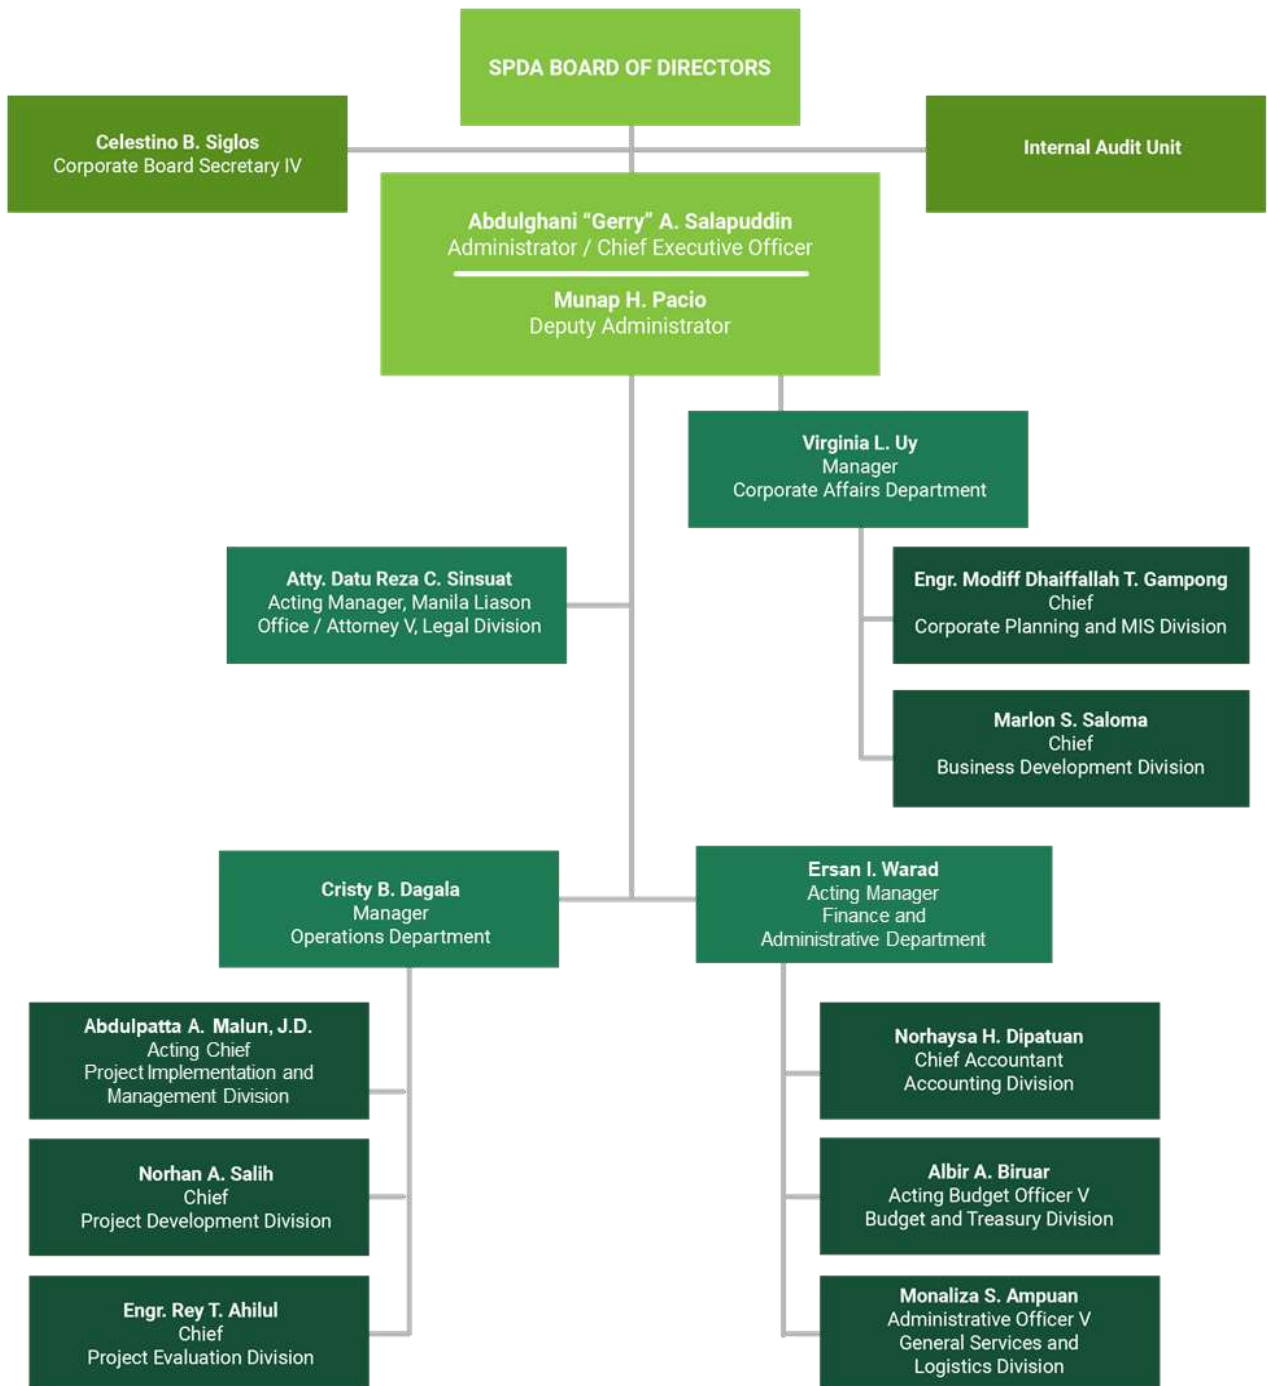 SPDA BOARD OF DIRECTORS
Celestino B. Siglos
Corporate Board Secretary IV
Internal Audit Unit
Abdulghani “Gerry” A. Salapuddin
Administrator / Chief Executive Officer
Munap H. Pacio
Deputy Administrator
Virginia L. Uy
Manager
Corporate Affairs Department
Atty. Datu Reza C. Sinsuat
Acting Manager, Manila Liason
Office / Attorney V, Legal Division
Engr. Modiff Dhaiffallah T. Gampong
Chief
Corporate Planning and MIS Division
Marlon S. Saloma
Chief
Business Development Division
Cristy B. Dagala
Manager
Operations Department
Ersan I. Warad
Acting Manager
Finance and
Administrative Department
Abdulpatta A. Malun, J.D.
Acting Chief
Project Implementation and
Management Division
Norhan A. Salih
Chief
Project Development Division
Engr. Rey T. Ahilul
Chief
Project Evaluation Division
Norhaysa H. Dipatuan
Chief Accountant
Accounting Division
Albir A. Biruar
Acting Budget Officer V
Budget and Treasury Division
Monaliza S. Ampuan
Administrative Officer V
General Services and
Logistics Division